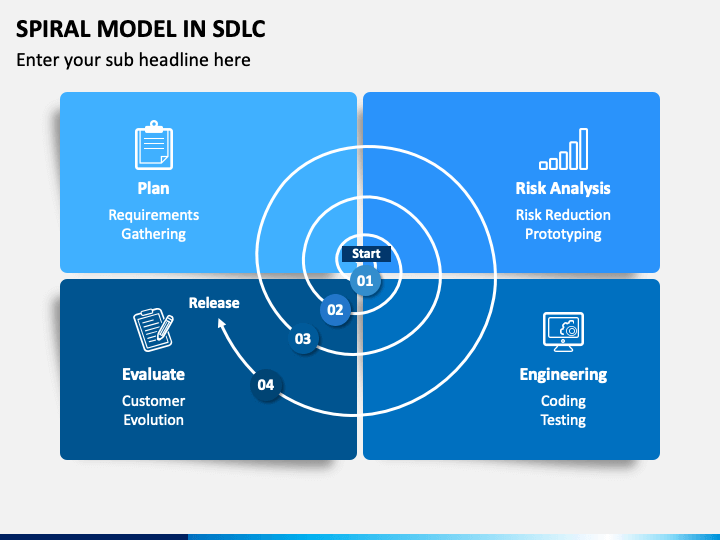 SPIRAL MODEL IN SDLC
Enter your sub headline here
Plan
Requirements
Gathering
Risk Analysis
Risk Reduction
Prototyping
Start
01
02
03
04
Release
Evaluate
Customer
Evolution
Engineering
Coding
Testing